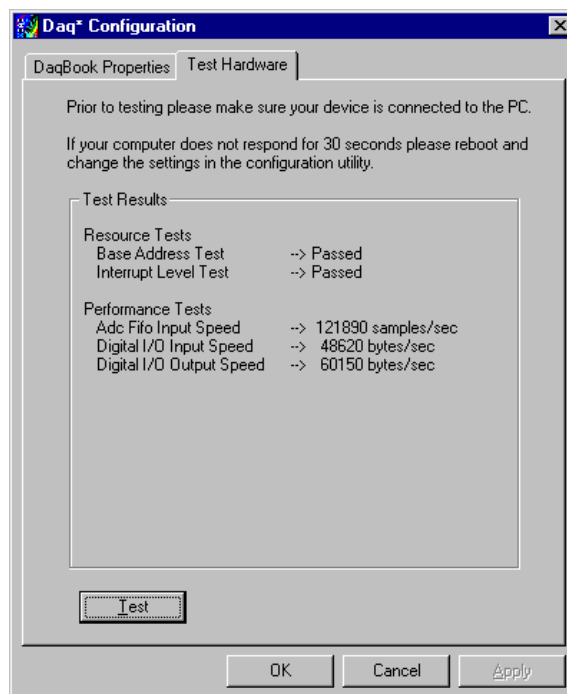 Daq* Configuration
DaqBook Properties
Test Hardware
Prior to testing please make sure your device is connected to the PC.
If your computer does not respond for 30 seconds please reboot and
change the settings in the configuration utility.
Test Results
Resource Tests
Base Address Test --> Passed
Interrupt Level Test --> Passed
Performance Tests
Adc Fifo Input Speed --> 121890 samples/sec
Digital I/O Input Speed --> 48620 bytes/sec
Digital I/O Output Speed --> 60150 bytes/sec
Test
OK
Cancel
Apply